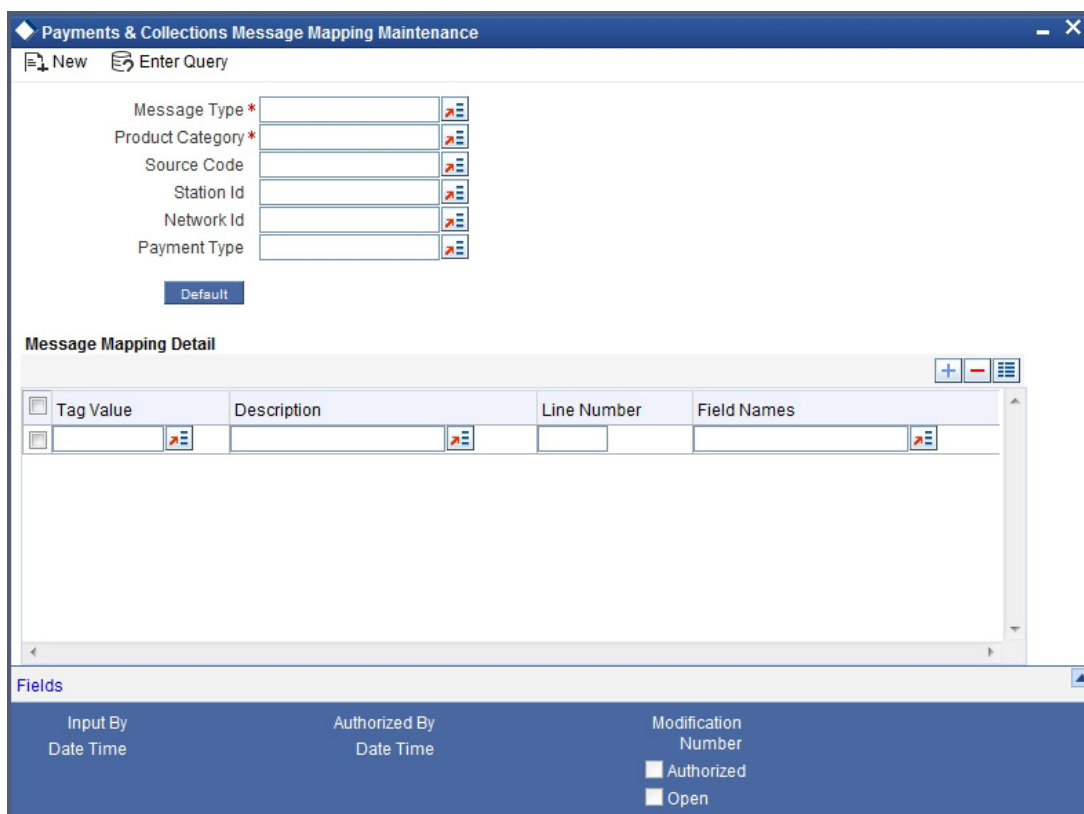 Payments & Collections Message Mapping Maintenance
New Enter Query
Message Type *
Product Category *
Source Code
Station Id
Network Id
Payment Type
Default
Message Mapping Detail
Tag Value Description Line Number Field Names
Fields
Input By Authorized By Modification
Date Time Date Time Number
Authorized
Open